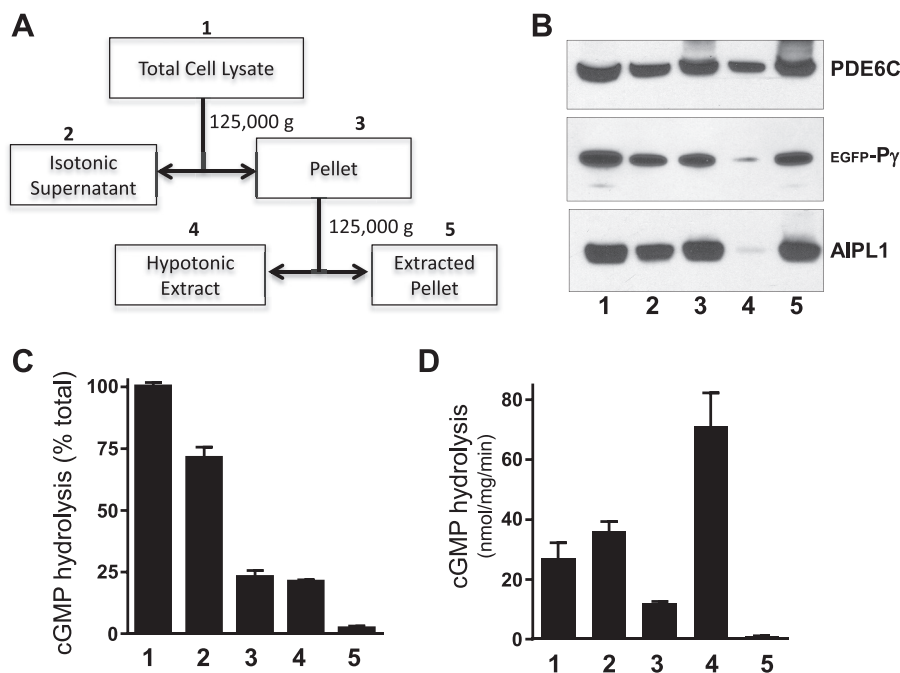 A
1
Total Cell Lysate
125,000 g
2
3
Isotonic
Supernatant
Pellet
125,000 g
4
5
Hypotonic
Extract
Extracted
Pellet
B
PDE6C
EGFP-Pγ
AIPL1
1 2 3 4 5
C
cGMP hydrolysis (% total)
100
75
50
25
0
1 2 3 4 5
D
cGMP hydrolysis
(nmol/mg/min)
80
60
40
20
0
1 2 3 4 5